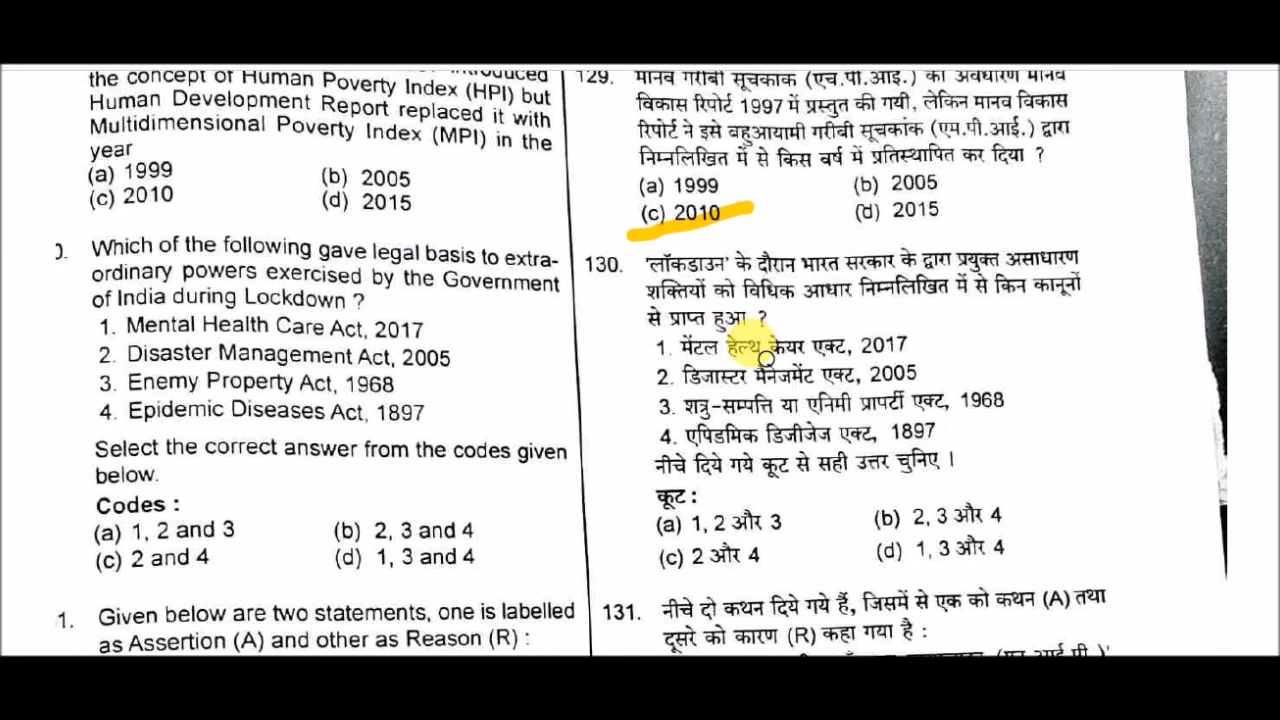 the concept of Human Poverty Index (HPI) but
Human Development Report replaced it with
Multidimensional Poverty Index (MPI) in the
year
(a) 1999 (b) 2005
(c) 2010 (d) 2015
0. Which of the following gave legal basis to extra-
ordinary powers exercised by the Government
of India during Lockdown ?
1. Mental Health Care Act, 2017
2. Disaster Management Act, 2005
3. Enemy Property Act, 1968
4. Epidemic Diseases Act, 1897
Select the correct answer from the codes given
below.
Codes :
(a) 1, 2 and 3 (b) 2, 3 and 4
(c) 2 and 4 (d) 1, 3 and 4
1. Given below are two statements, one is labelled
as Assertion (A) and other as Reason (R) :
129. मानव गरीबी सूचकांक (एच.पी.आई.) की अवधारण मानव
विकास रिपोर्ट 1997 में प्रस्तुत की गयी, लेकिन मानव विकास
रिपोर्ट ने इसे बहुआयामी गरीबी सूचकांक (एम.पी.आई.) द्वारा
निम्नलिखित में से किस वर्ष में प्रतिस्थापित कर दिया ?
(a) 1999 (b) 2005
(c) 2010 (d) 2015
130. 'लॉकडाउन' के दौरान भारत सरकार के द्वारा प्रयुक्त असाधारण
शक्तियों को विधिक आधार निम्नलिखित में से किन कानूनों
से प्राप्त हुआ ?
1. मेंटल हेल्थ केयर एक्ट, 2017
2. डिजास्टर मैनेजमेंट एक्ट, 2005
3. शत्रु-सम्पत्ति या एनिमी प्रापर्टी एक्ट, 1968
4. एपिडमिक डिजीजेज एक्ट, 1897
नीचे दिये गये कूट से सही उत्तर चुनिए ।
कूट :
(a) 1, 2 और 3 (b) 2, 3 और 4
(c) 2 और 4 (d) 1, 3 और 4
131. नीचे दो कथन दिये गये हैं, जिसमें से एक को कथन (A) तथा
दूसरे को कारण (R) कहा गया है :